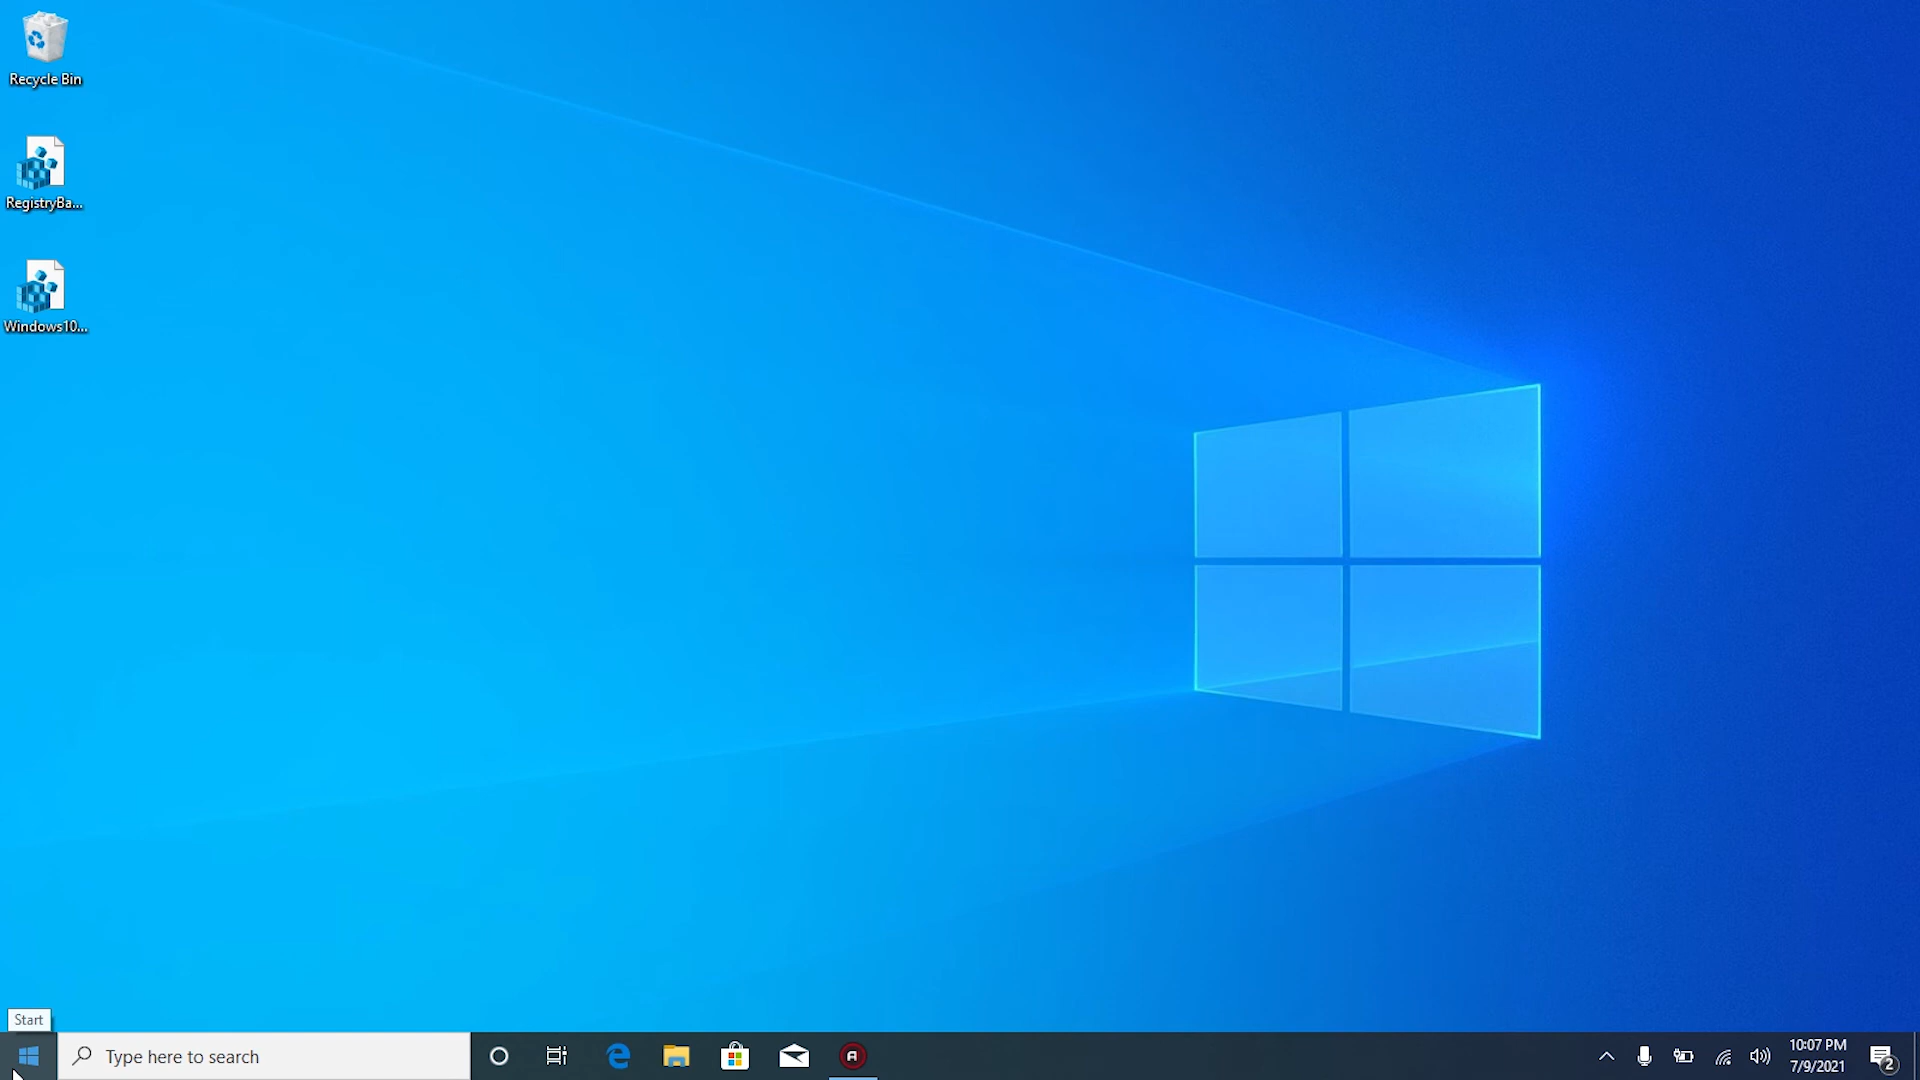 Recycle Bin
RegistryBa...
Windows10...
Start
Type here to search
A
10:07 PM
7/9/2021
2